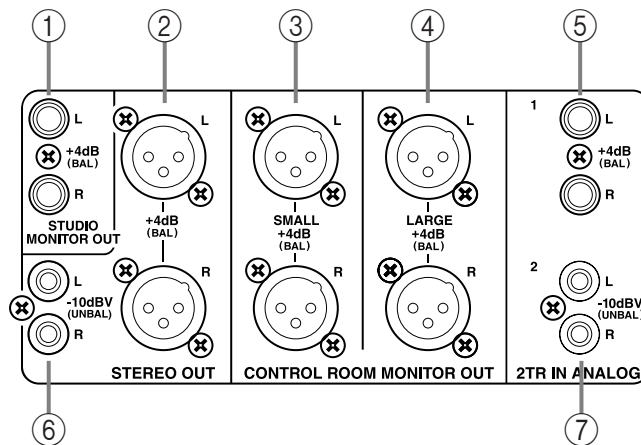 ① ② ③ ④ ⑤
L
+4dB
(BAL)
R
STUDIO
MONITOR OUT
L
-10dBV
(UNBAL)
R
L
+4dB
(BAL)
R
STEREO OUT
L
SMALL
+4dB
(BAL)
R
L
LARGE
+4dB
(BAL)
R
CONTROL ROOM MONITOR OUT
1
L
+4dB
(BAL)
R
2
L
-10dBV
(UNBAL)
R
2TR IN ANALOG
⑥ ⑦